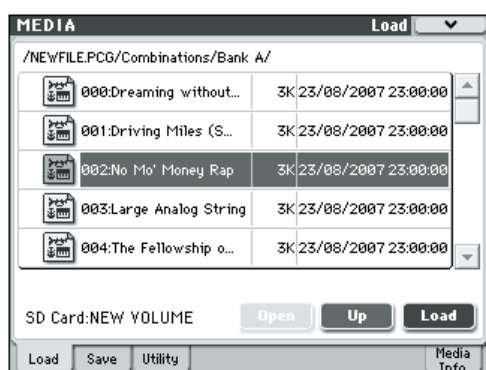 MEDIA Load
/NEWFILE.PCG/Combinations/Bank A/
000:Dreaming without... 3K 23/08/2007 23:00:00
001:Driving Miles (S... 3K 23/08/2007 23:00:00
002:No Mo' Money Rap 3K 23/08/2007 23:00:00
003:Large Analog String 3K 23/08/2007 23:00:00
004:The Fellowship o... 3K 23/08/2007 23:00:00
SD Card:NEW VOLUME Open Up Load
Load Save Utility Media Info